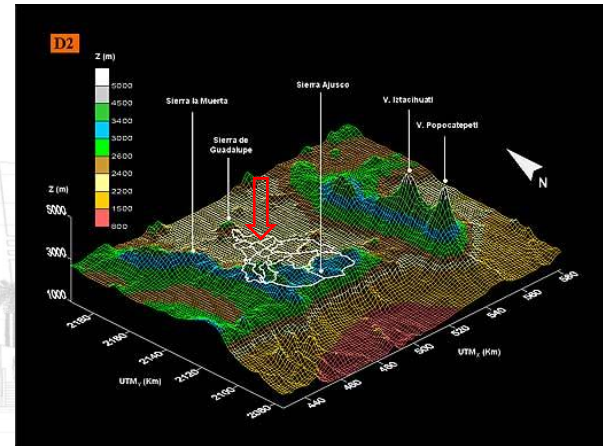 D2
Z (m)
5000
4500
3400
3000
2600
2400
2200
1500
800
Sierra la Muerta
Sierra de
Guadalupe
Sierra Ajusco
V. Iztacihuatl
V. Popocatepetl
N
Z (m)
5000
3000
1000
2180
2160
2140
2120
2100
2080
UTMY (Km)
440
460
480
500
520
540
560
580
UTMX (Km)